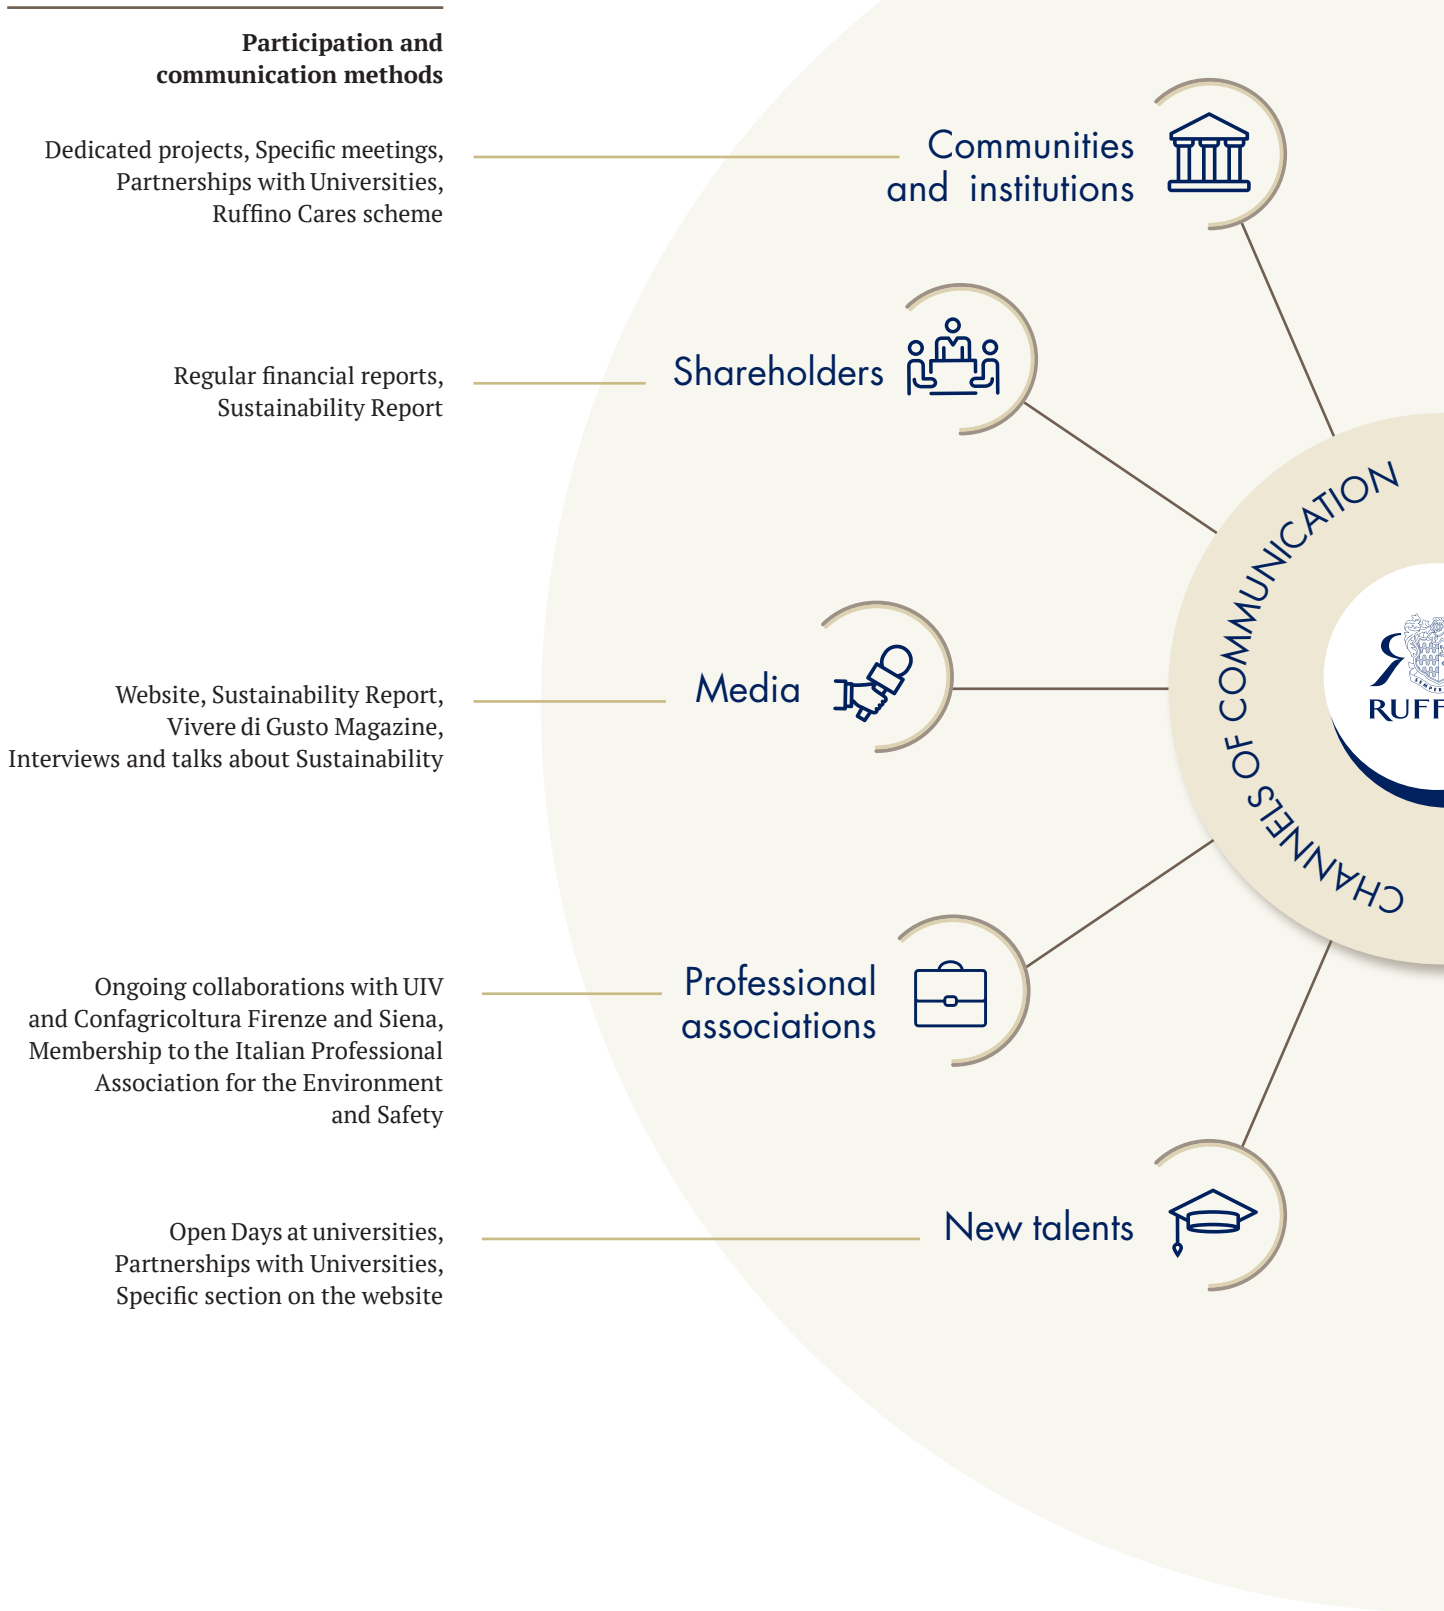 Participation and
communication methods
Dedicated projects, Specific meetings,
Partnerships with Universities,
Ruffino Cares scheme
Communities
and institutions
Regular financial reports,
Sustainability Report
Shareholders
Website, Sustainability Report,
Vivere di Gusto Magazine,
Interviews and talks about Sustainability
Media
Ongoing collaborations with UIV
and Confagricoltura Firenze and Siena,
Membership to the Italian Professional
Association for the Environment
and Safety
Professional
associations
Open Days at universities,
Partnerships with Universities,
Specific section on the website
New talents
CHANNELS OF COMMUNICATION